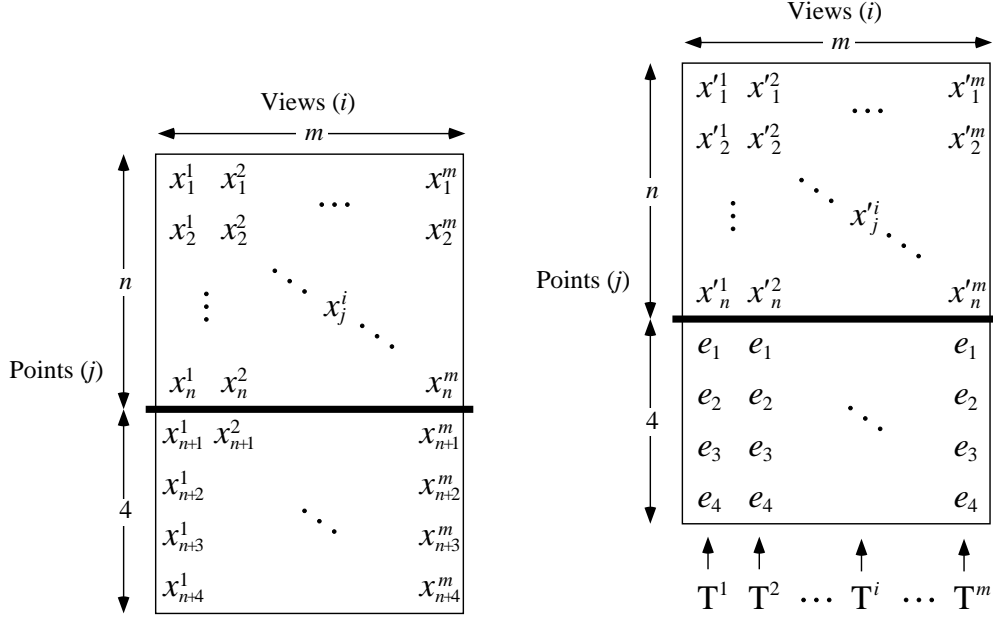 Views (i)
m
x_1^1 x_1^2 ... x_1^m
x_2^1 x_2^2 x_2^m
n
x_j^i
Points (j)
x_n^1 x_n^2 x_n^m
x_{n+1}^1 x_{n+1}^2 x_{n+1}^m
x_{n+2}^1 x_{n+2}^m
4
x_{n+3}^1 x_{n+3}^m
x_{n+4}^1 x_{n+4}^m
Views (i)
m
x'_1^1 x'_1^2 ... x'_1^m
x'_2^1 x'_2^2 x'_2^m
n
x'_j^i
Points (j)
x'_n^1 x'_n^2 x'_n^m
e_1 e_1 e_1
e_2 e_2 e_2
4
e_3 e_3 e_3
e_4 e_4 e_4
T^1 T^2 ... T^i ... T^m